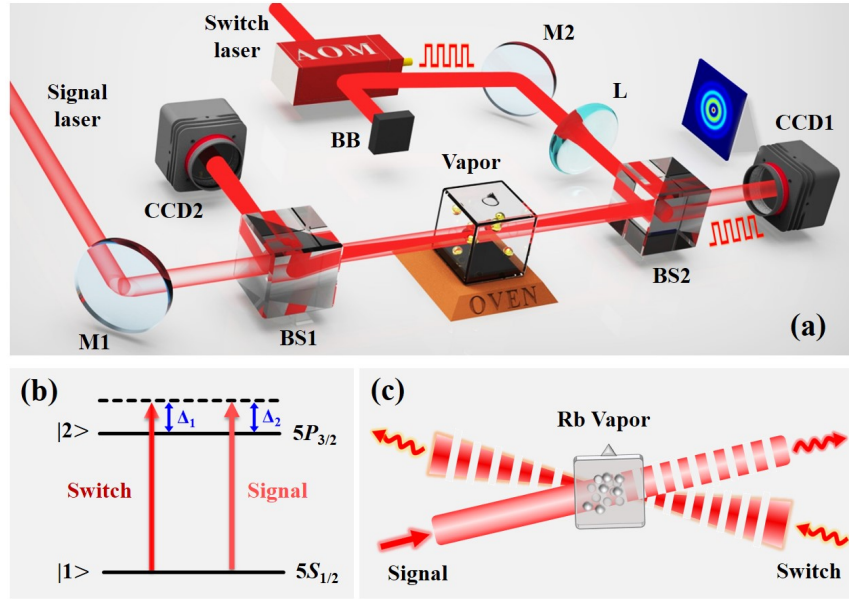 Switch
laser
AOM
M2
Signal
laser
L
BB
CCD1
Vapor
CCD2
BS2
OVEN
M1
BS1
(a)
(b)
Δ1
Δ2
|2>
5P3/2
Switch
Signal
|1>
5S1/2
(c)
Rb Vapor
Signal
Switch